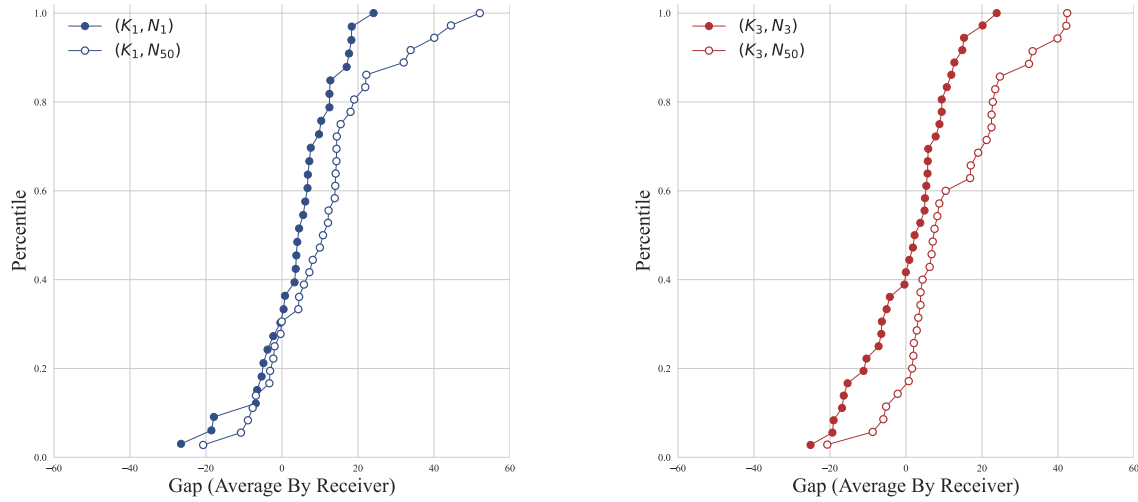 (K₁, N₁)
(K₁, N₅₀)
1.0
0.8
0.6
0.4
0.2
0.0
Percentile
−60 −40 −20 0 20 40 60
Gap (Average By Receiver)
(K₃, N₃)
(K₃, N₅₀)
1.0
0.8
0.6
0.4
0.2
0.0
Percentile
−60 −40 −20 0 20 40 60
Gap (Average By Receiver)